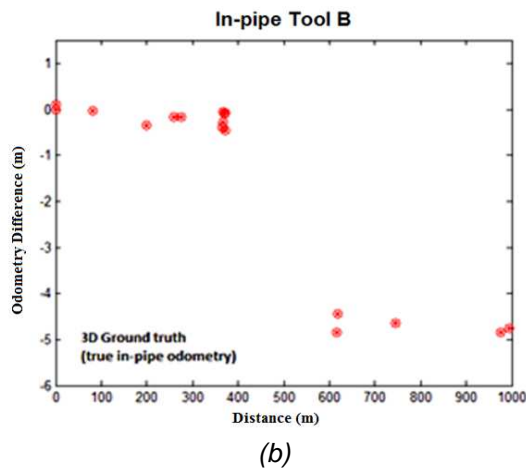 In-pipe Tool B
1
0
-1
-2
-3
-4
-5
-6
Odometry Difference (m)
3D Ground truth
(true in-pipe odometry)
0 100 200 300 400 500 600 700 800 900 1000
Distance (m)
(b)